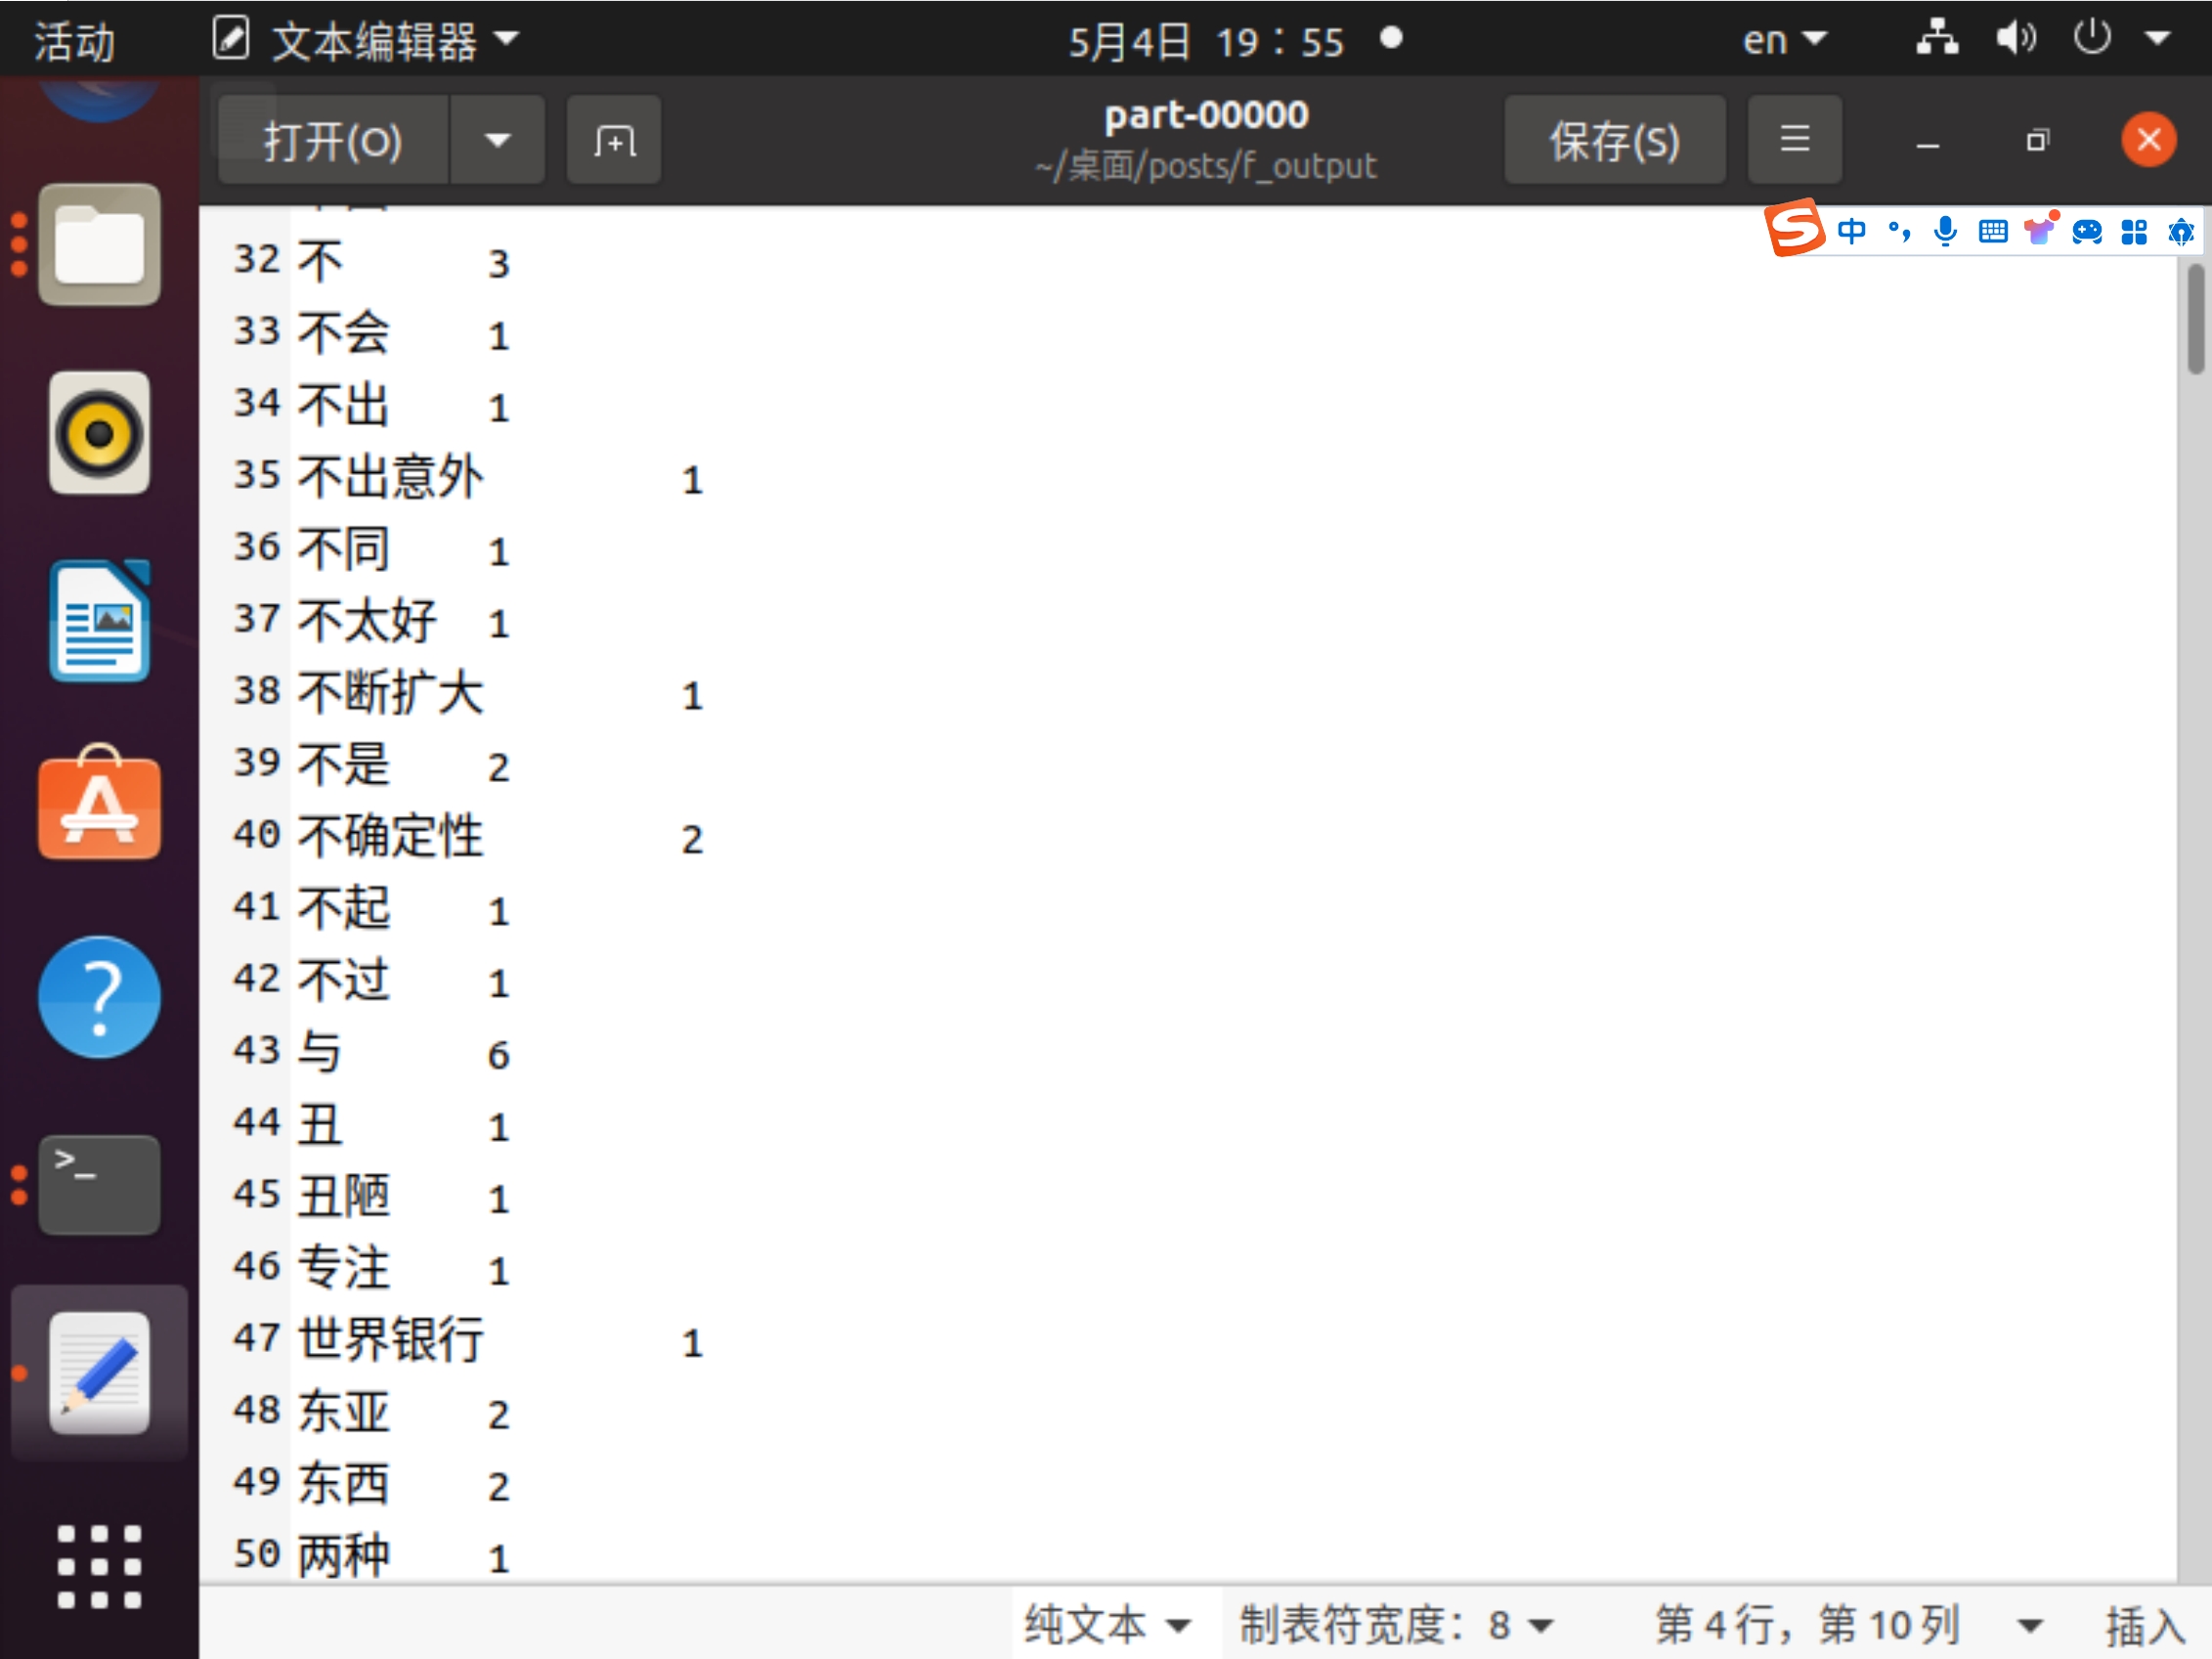 活动 文本编辑器 5月4日 19：55 en
打开(O) part-00000 保存(S)
~/桌面/posts/f_output
中
32 不 3
33 不会 1
34 不出 1
35 不出意外 1
36 不同 1
37 不太好 1
38 不断扩大 1
39 不是 2
40 不确定性 2
41 不起 1
42 不过 1
43 与 6
44 丑 1
45 丑陋 1
46 专注 1
47 世界银行 1
48 东亚 2
49 东西 2
50 两种 1
纯文本 制表符宽度：8 第 4 行，第 10 列 插入